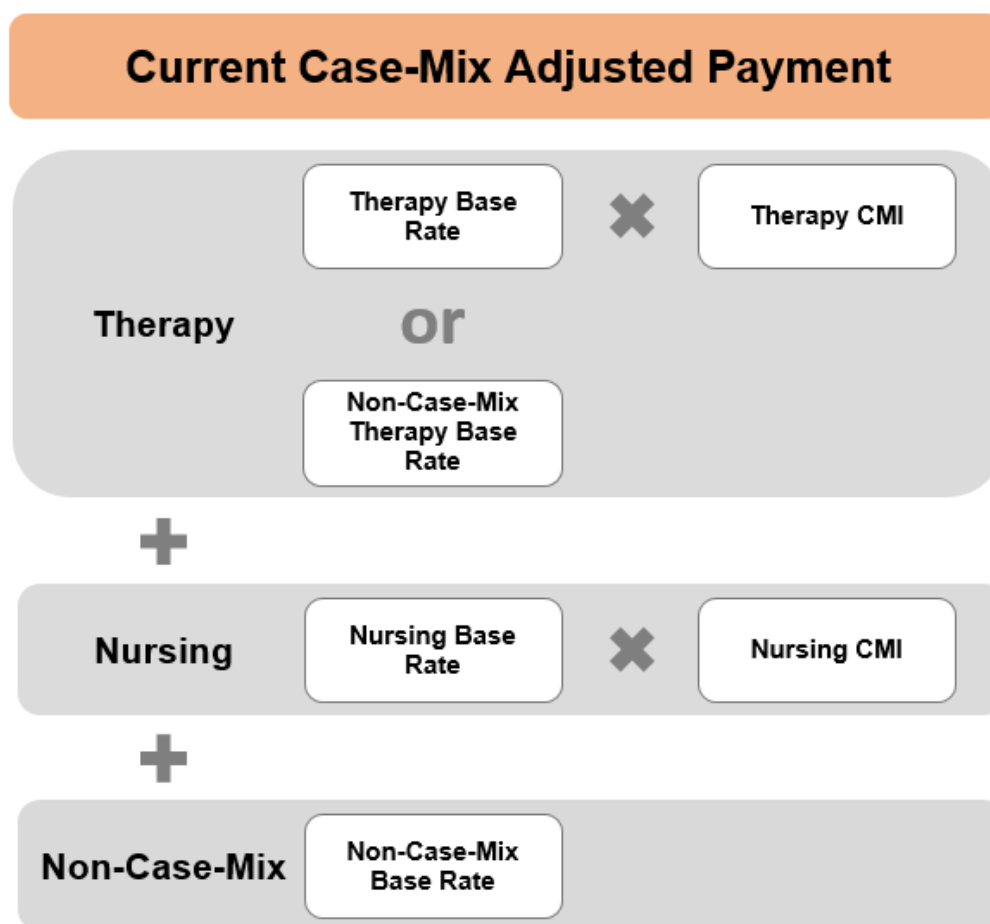 Current Case-Mix Adjusted Payment
Therapy Base
Rate
Therapy CMI
Therapy
or
Non-Case-Mix
Therapy Base
Rate
Nursing
Nursing Base
Rate
Nursing CMI
Non-Case-Mix
Non-Case-Mix
Base Rate